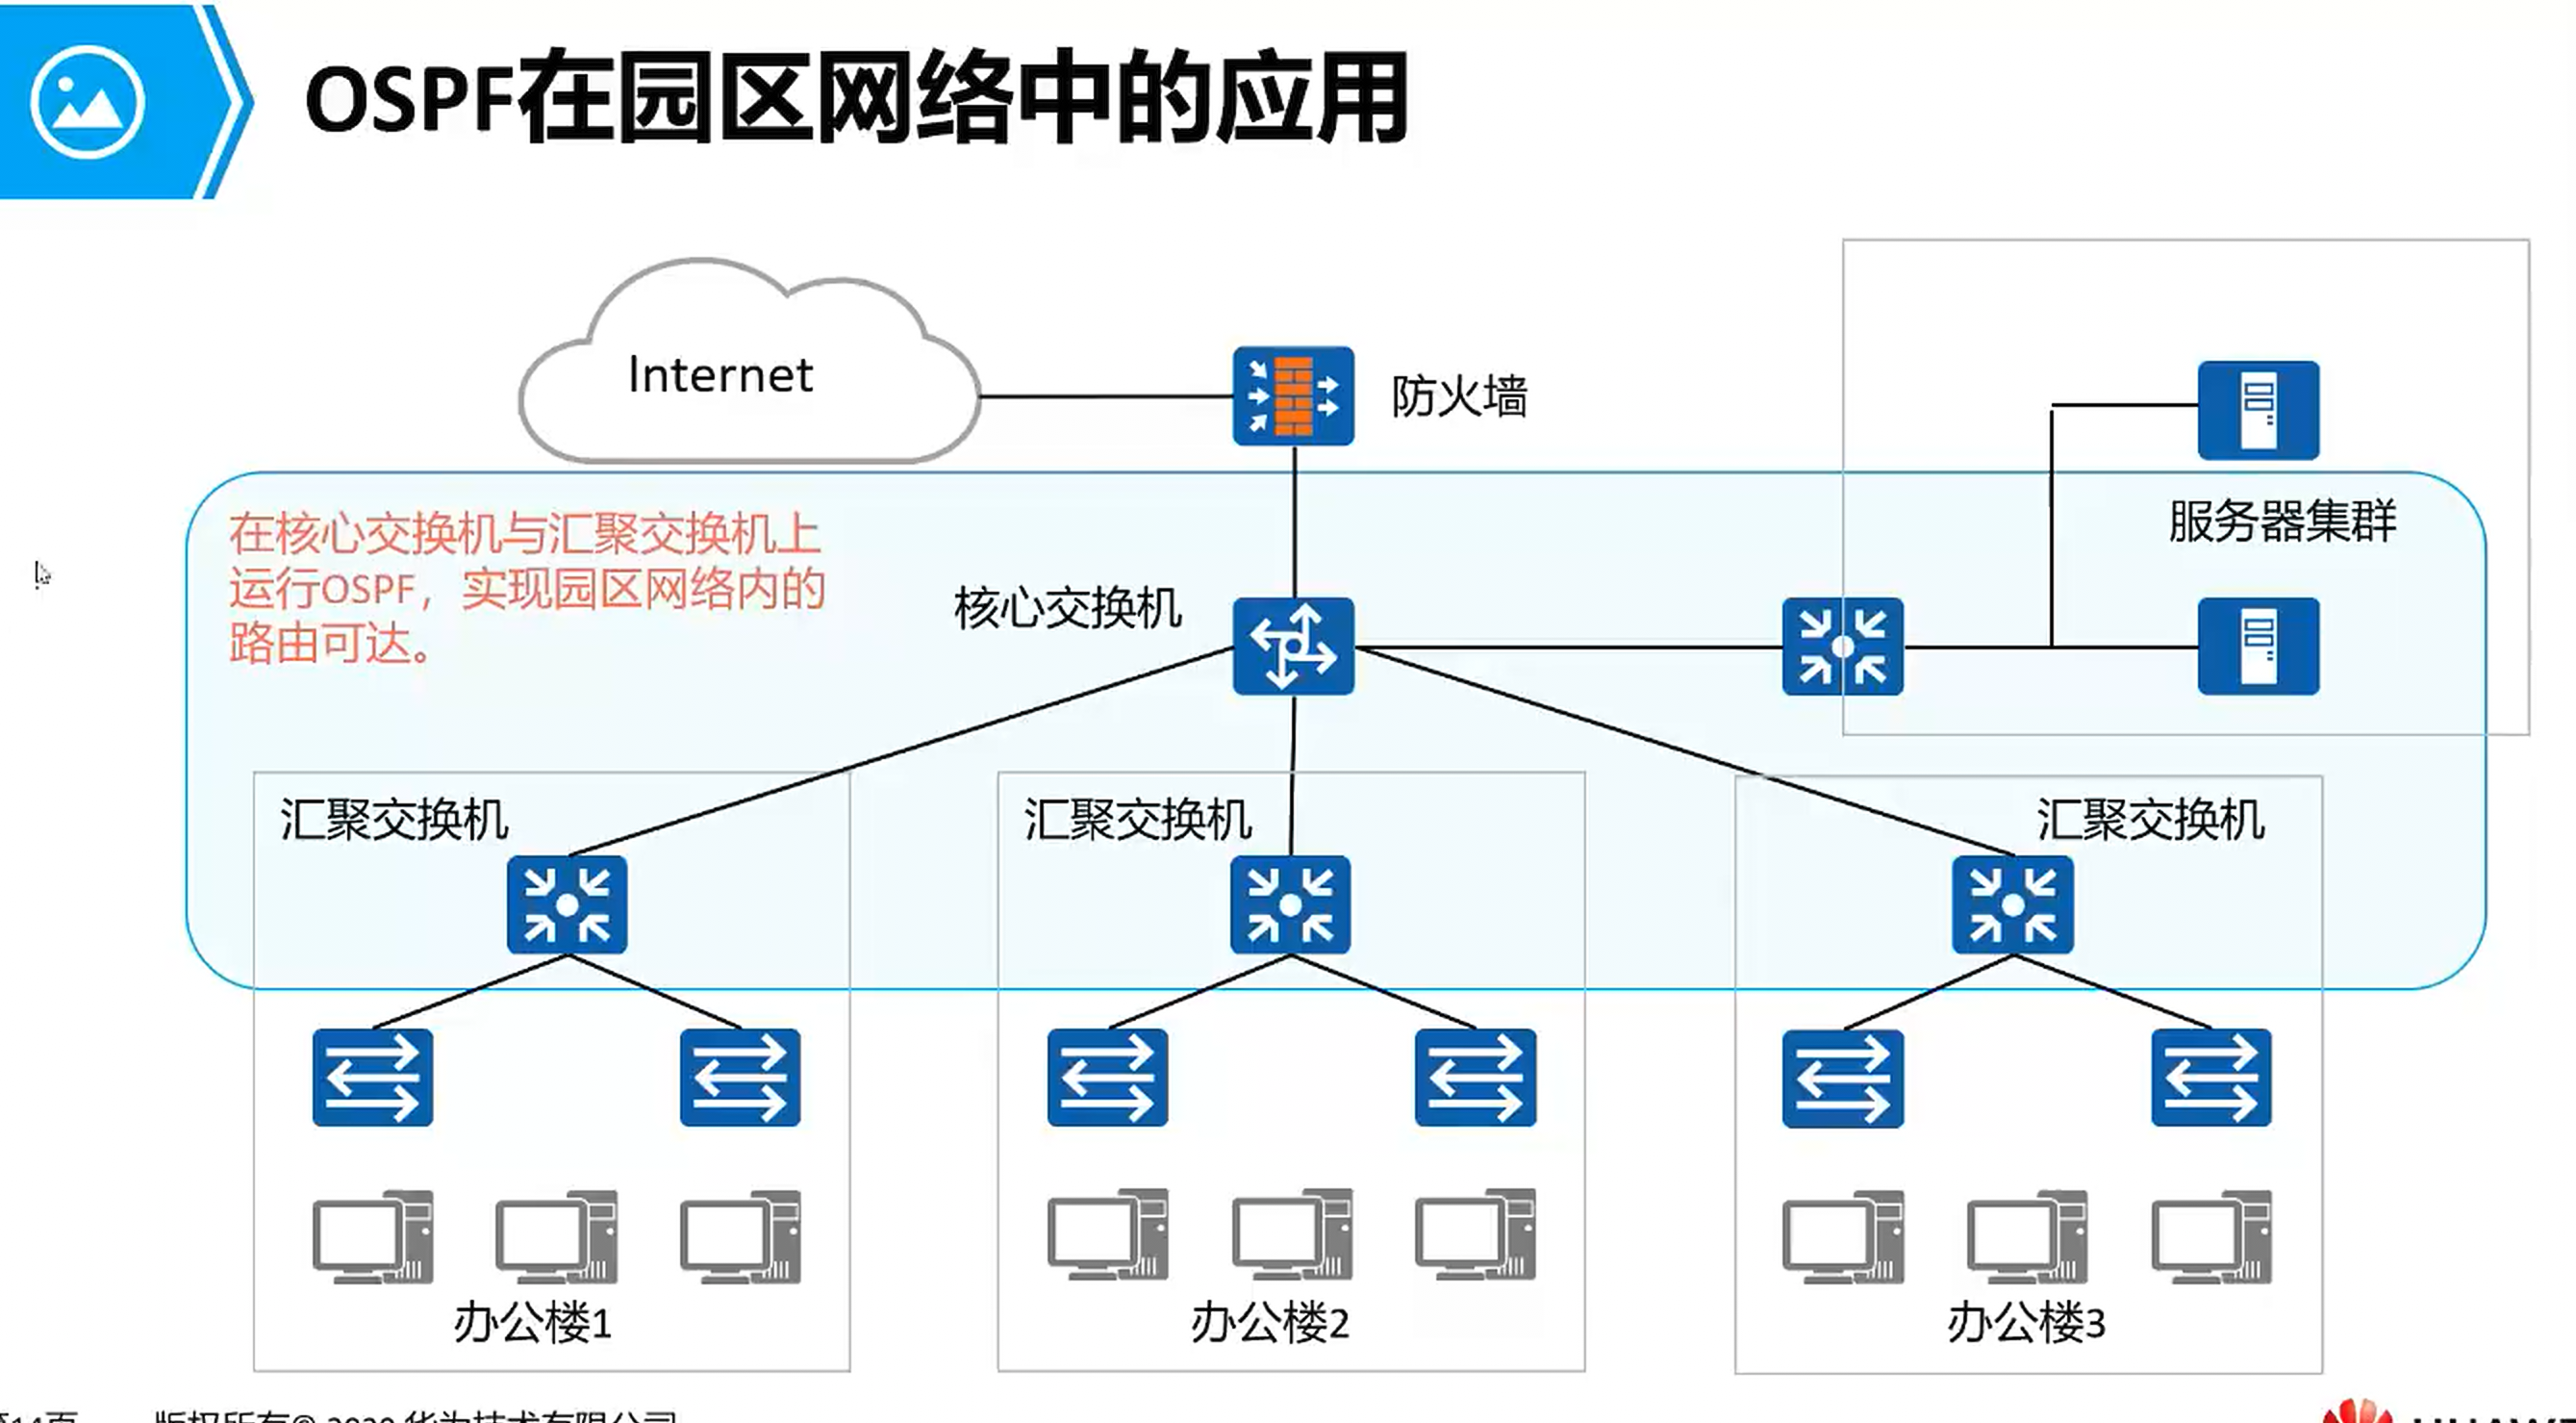 OSPF在园区网络中的应用
Internet
防火墙
在核心交换机与汇聚交换机上
运行OSPF，实现园区网络内的
路由可达。
服务器集群
核心交换机
汇聚交换机
汇聚交换机
汇聚交换机
办公楼1
办公楼2
办公楼3
14页
版权所有© 2020 华为技术有限公司